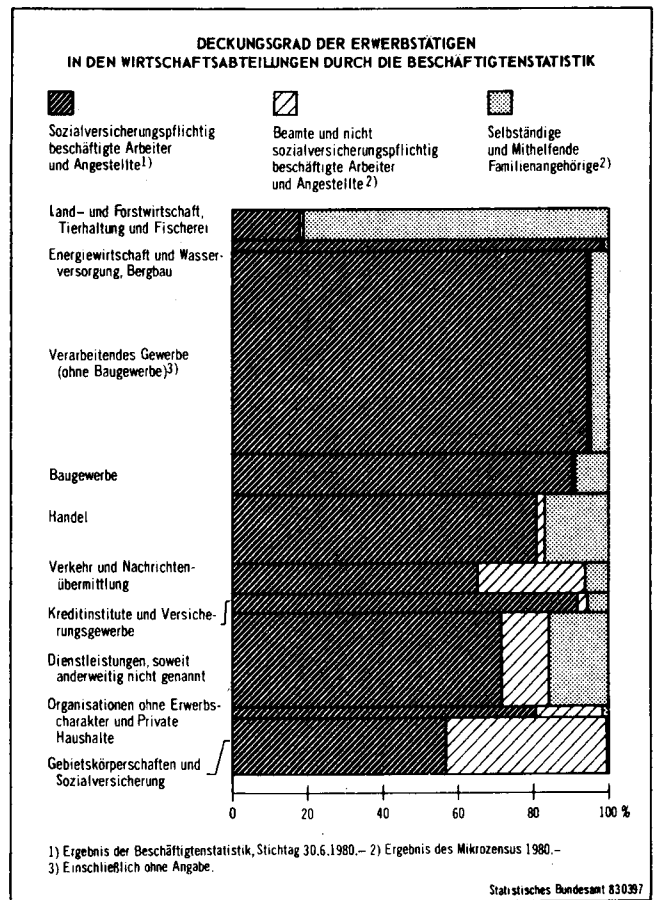 DECKUNGSGRAD DER ERWERBSTÄTIGEN
IN DEN WIRTSCHAFTSABTEILUNGEN DURCH DIE BESCHÄFTIGTENSTATISTIK
Sozialversicherungspflichtig
beschäftigte Arbeiter
und Angestellte1)
Beamte und nicht
sozialversicherungspflichtig
beschäftigte Arbeiter
und Angestellte2)
Selbständige
und Mithelfende
Familienangehörige2)
Land- und Forstwirtschaft,
Tierhaltung und Fischerei
Energiewirtschaft und Wasser-
versorgung, Bergbau
Verarbeitendes Gewerbe
(ohne Baugewerbe)3)
Baugewerbe
Handel
Verkehr und Nachrichten-
übermittlung
Kreditinstitute und Versiche-
rungsgewerbe
Dienstleistungen, soweit
anderweitig nicht genannt
Organisationen ohne Erwerbs-
charakter und Private
Haushalte
Gebietskörperschaften und
Sozialversicherung
0 20 40 60 80 100 %
1) Ergebnis der Beschäftigtenstatistik, Stichtag 30.6.1980.– 2) Ergebnis des Mikrozensus 1980.–
3) Einschließlich ohne Angabe.
Statistisches Bundesamt 830397